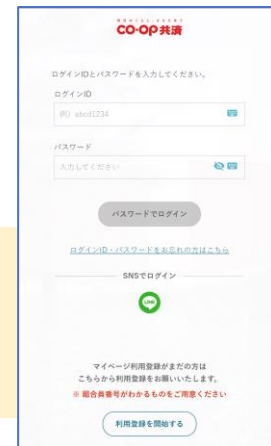 CO·OP共済
ログインIDとパスワードを入力してください。
ログインID
例）abcd1234
パスワード
入力してください
パスワードでログイン
ログインID・パスワードをお忘れの方はこちら
SNSでログイン
LINE
マイページ利用登録がまだの方は
こちらから利用登録をお願いいたします。
※ 組合員番号がわかるものをご用意ください
利用登録を開始する